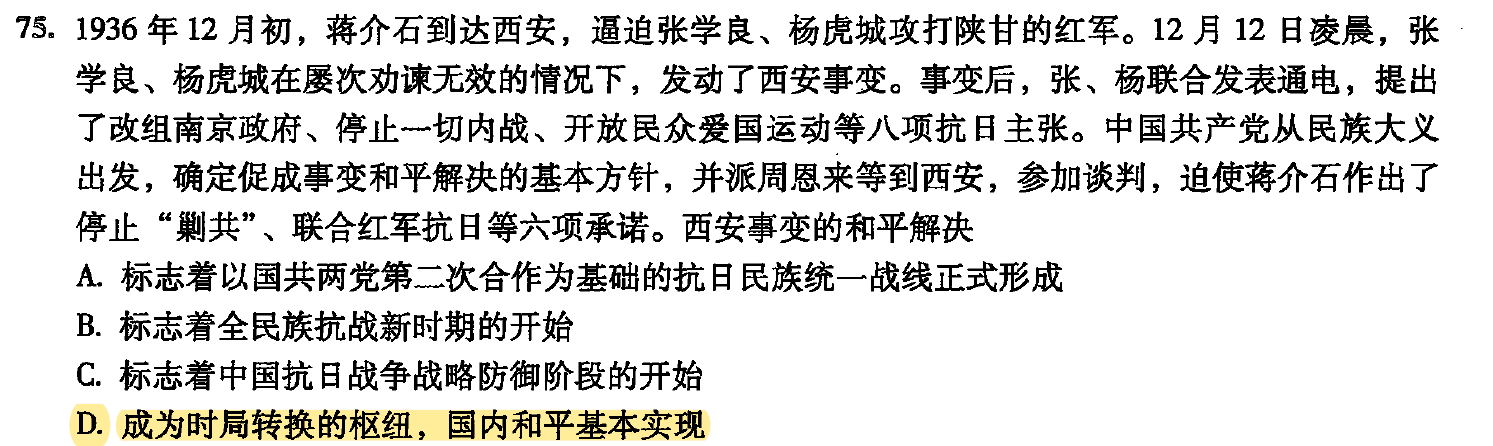 75. 1936 年 12 月初，蒋介石到达西安，逼迫张学良、杨虎城攻打陕甘的红军。12 月 12 日凌晨，张
学良、杨虎城在屡次劝谏无效的情况下，发动了西安事变。事变后，张、杨联合发表通电，提出
了改组南京政府、停止一切内战、开放民众爱国运动等八项抗日主张。中国共产党从民族大义
出发，确定促成事变和平解决的基本方针，并派周恩来等到西安，参加谈判，迫使蒋介石作出了
停止“剿共”、联合红军抗日等六项承诺。西安事变的和平解决
A. 标志着以国共两党第二次合作为基础的抗日民族统一战线正式形成
B. 标志着全民族抗战新时期的开始
C. 标志着中国抗日战争战略防御阶段的开始
D. 成为时局转换的枢纽，国内和平基本实现